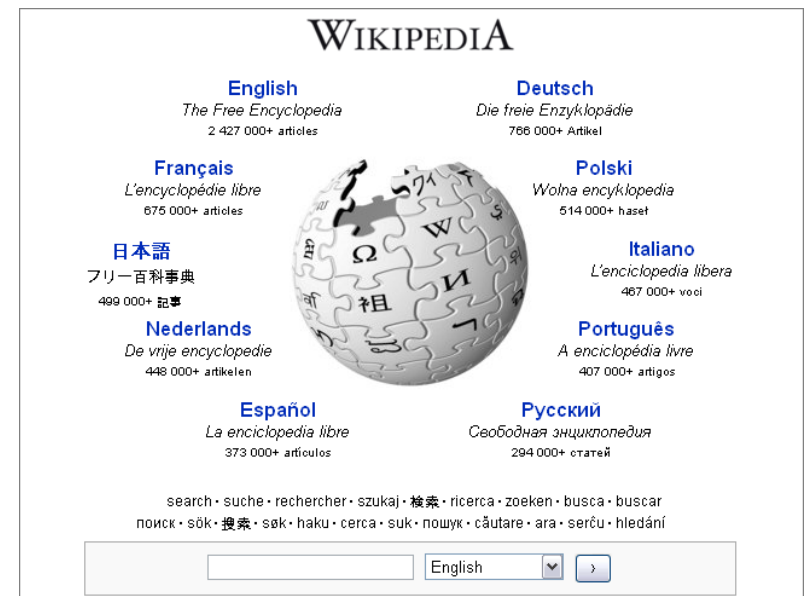 WIKIPEDIA
English
The Free Encyclopedia
2 427 000+ articles
Deutsch
Die freie Enzyklopädie
766 000+ Artikel
Français
L'encyclopédie libre
675 000+ articles
Polski
Wolna encyklopedia
514 000+ haseł
日本語
フリー百科事典
499 000+ 記事
Italiano
L'enciclopedia libera
467 000+ voci
Nederlands
De vrije encyclopedie
448 000+ artikelen
Português
A enciclopédia livre
407 000+ artigos
Español
La enciclopedia libre
373 000+ artículos
Русский
Свободная энциклопедия
294 000+ статей
Ω
W
И
祖
search · suche · rechercher · szukaj · 検索 · ricerca · zoeken · busca · buscar
поиск · sök · 搜索 · søk · haku · cerca · suk · пошук · căutare · ara · serĉu · hledání
English